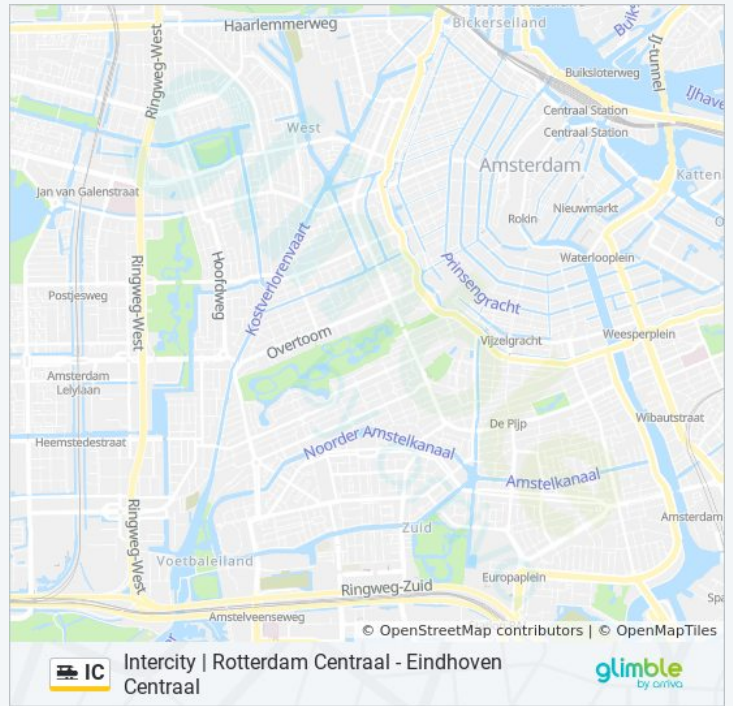 Haarlemmerweg
Bickerseiland
Buiks
Ringweg-West
IJ-tunnel
Buiksloterweg
IJhave
Centraal Station
West
Centraal Station
Amsterdam
Katten
Jan van Galenstraat
Nieuwmarkt
Rokin
O
Kostverlorenvaart
Hoofdweg
Waterlooplein
Prinsengracht
Ringweg-West
Postjesweg
Overtoom
Vijzelgracht
Weesperplein
Amsterdam
Lelylaan
Wibautstraat
De Pijp
Heemstedestraat
Noorder Amstelkanaal
Amstelkanaal
Ringweg-West
Zuid
Amsterdam
Voetbaleiland
Europaplein
Ringweg-Zuid
Spa
Amstelveenseweg
er
© OpenStreetMap contributors | © OpenMapTiles
IC
Intercity | Rotterdam Centraal - Eindhoven
Centraal
glimble
by arriva